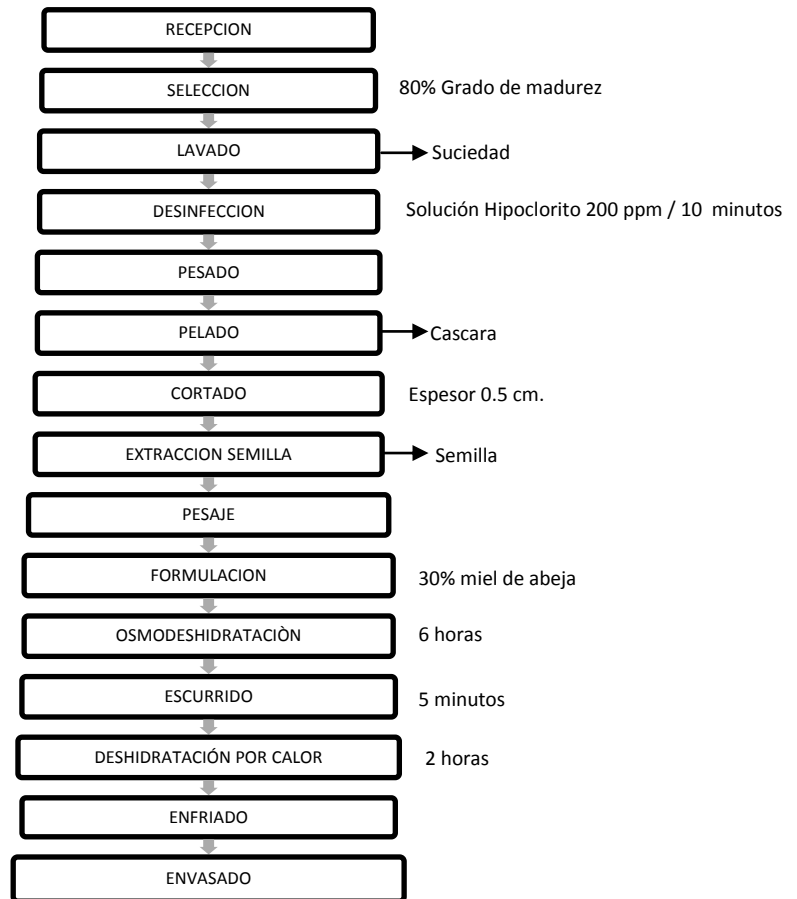 RECEPCION
SELECCION
80% Grado de madurez
LAVADO
Suciedad
DESINFECCION
Solución Hipoclorito 200 ppm / 10 minutos
PESADO
PELADO
Cascara
CORTADO
Espesor 0.5 cm.
EXTRACCION SEMILLA
Semilla
PESAJE
FORMULACION
30% miel de abeja
OSMODESHIDRATACIÒN
6 horas
ESCURRIDO
5 minutos
DESHIDRATACIÓN POR CALOR
2 horas
ENFRIADO
ENVASADO